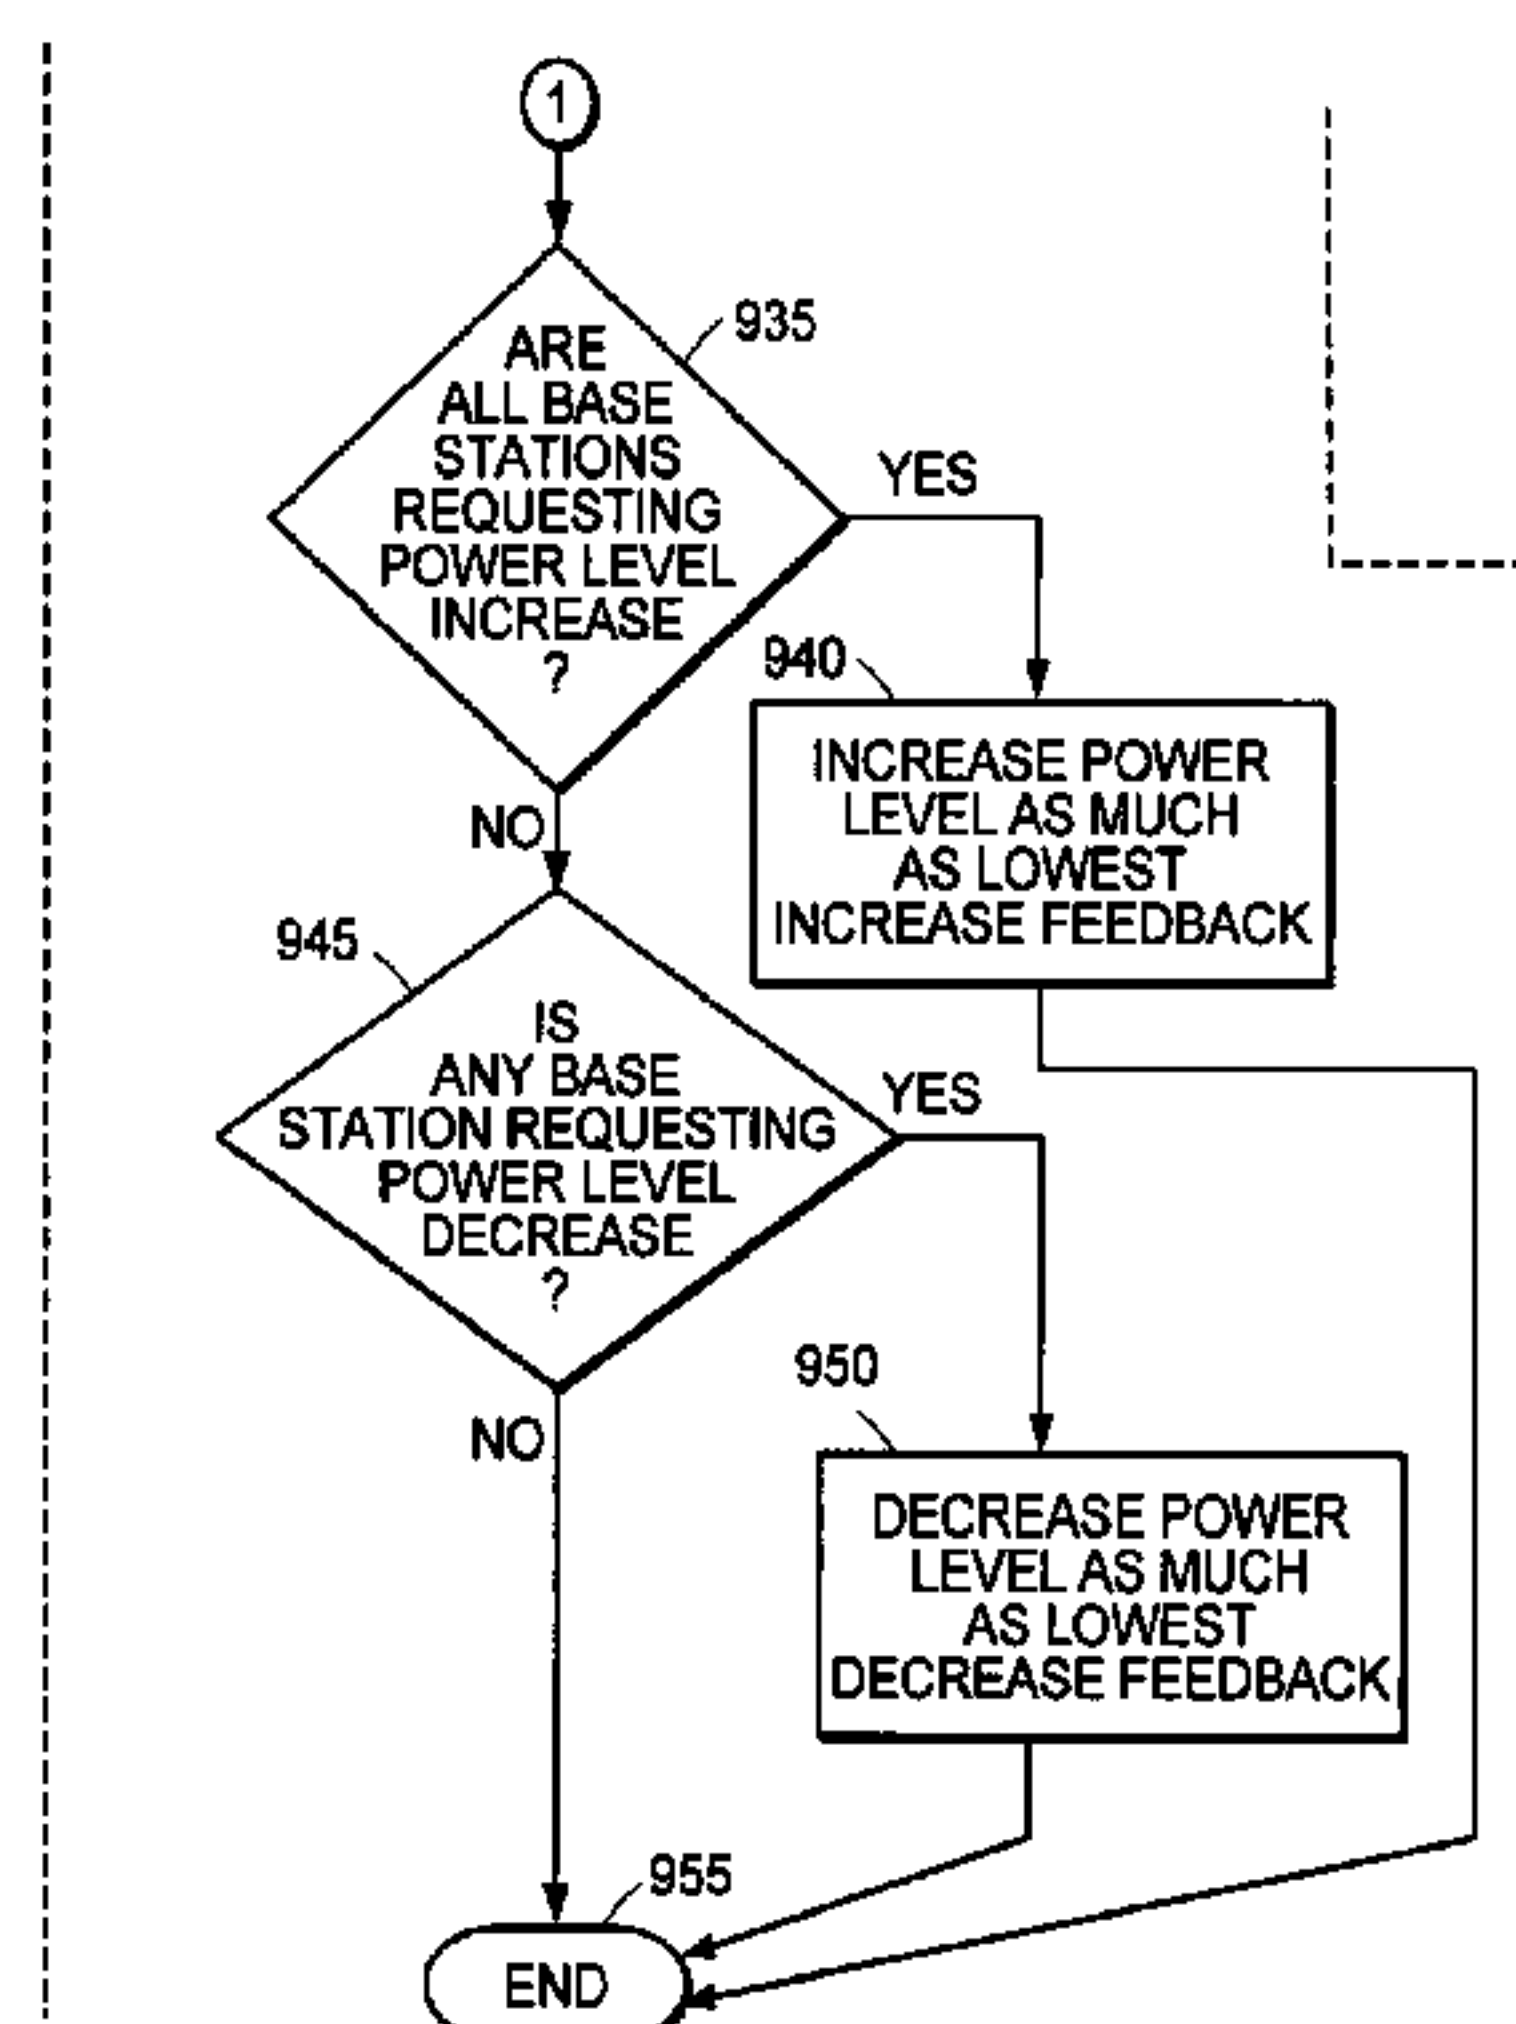 1
935
ARE
ALL BASE
STATIONS
REQUESTING
POWER LEVEL
INCREASE
?
YES
NO
940
INCREASE POWER
LEVEL AS MUCH
AS LOWEST
INCREASE FEEDBACK
945
IS
ANY BASE
STATION REQUESTING
POWER LEVEL
DECREASE
?
YES
NO
950
DECREASE POWER
LEVEL AS MUCH
AS LOWEST
DECREASE FEEDBACK
955
END